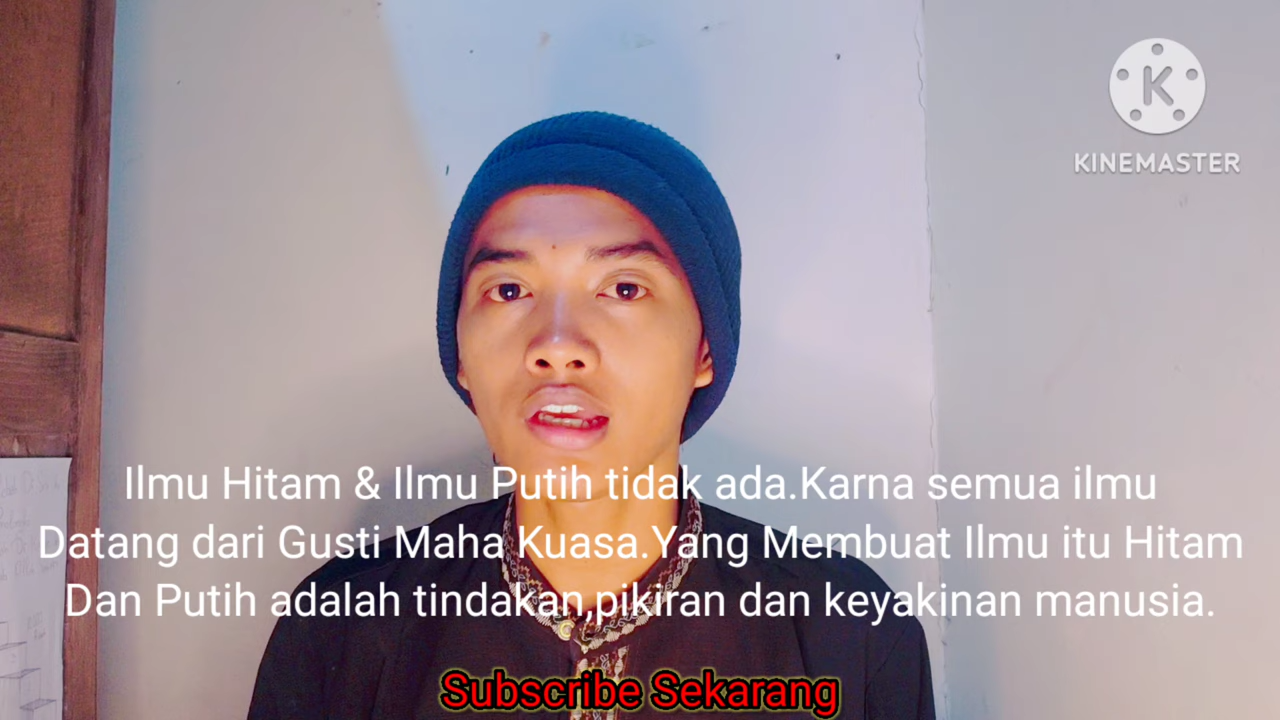 KINEMASTER
Ilmu Hitam & Ilmu Putih tidak ada.Karna semua ilmu
Datang dari Gusti Maha Kuasa.Yang Membuat Ilmu itu Hitam
Dan Putih adalah tindakan,pikiran dan keyakinan manusia.
Subscribe Sekarang